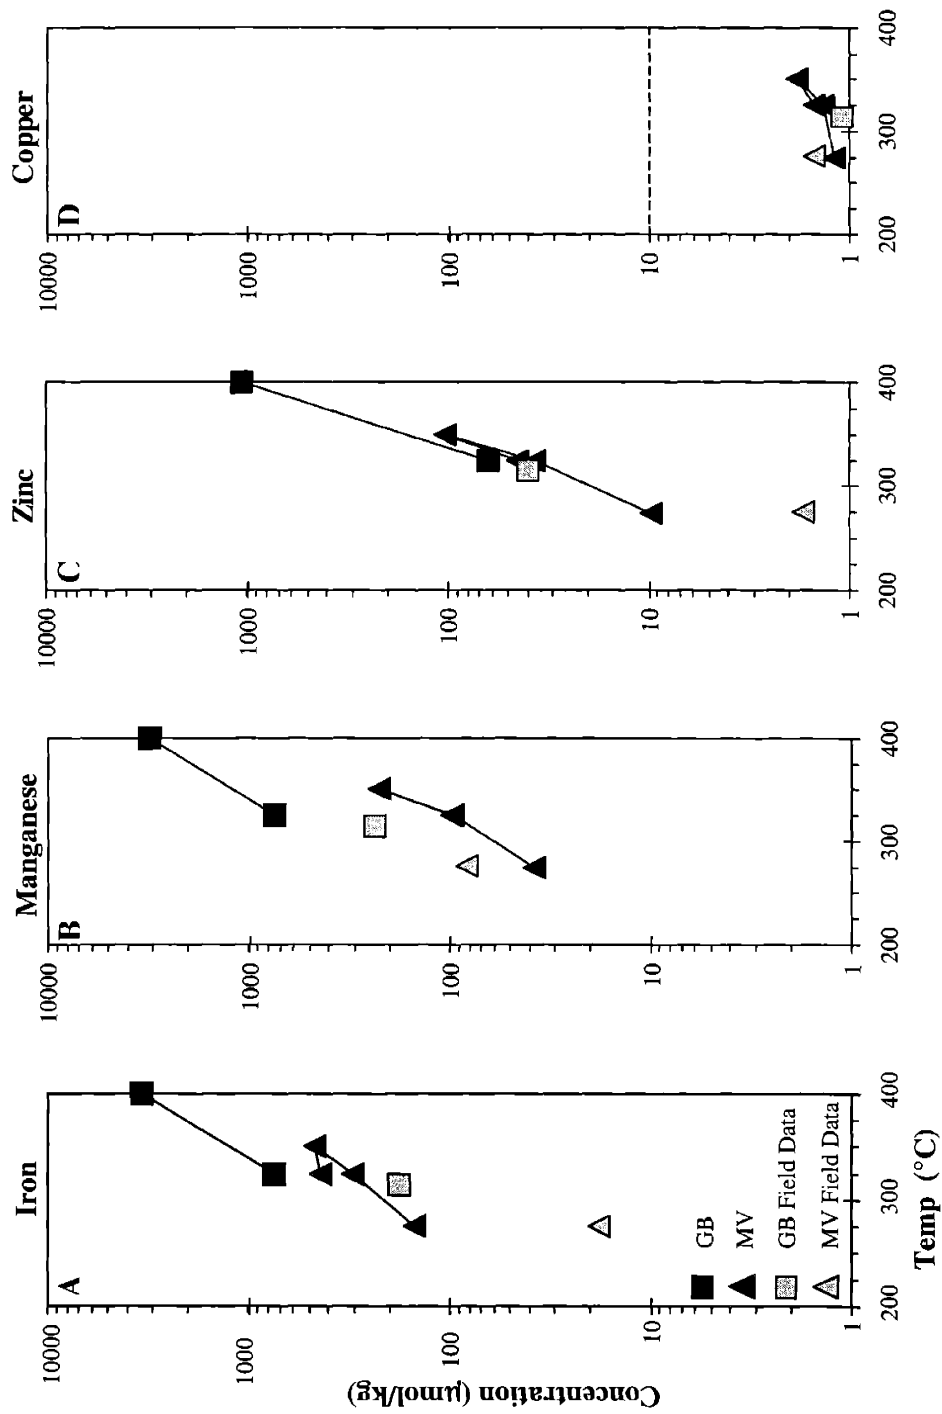 Iron
Manganese
Zinc
Copper
A
B
C
D
Concentration (µmol/kg)
10000
1000
100
10
1
10000
1000
100
10
1
10000
1000
100
10
1
10000
1000
100
10
1
GB
MV
GB Field Data
MV Field Data
200
300
400
200
300
400
200
300
400
200
300
400
Temp (°C)